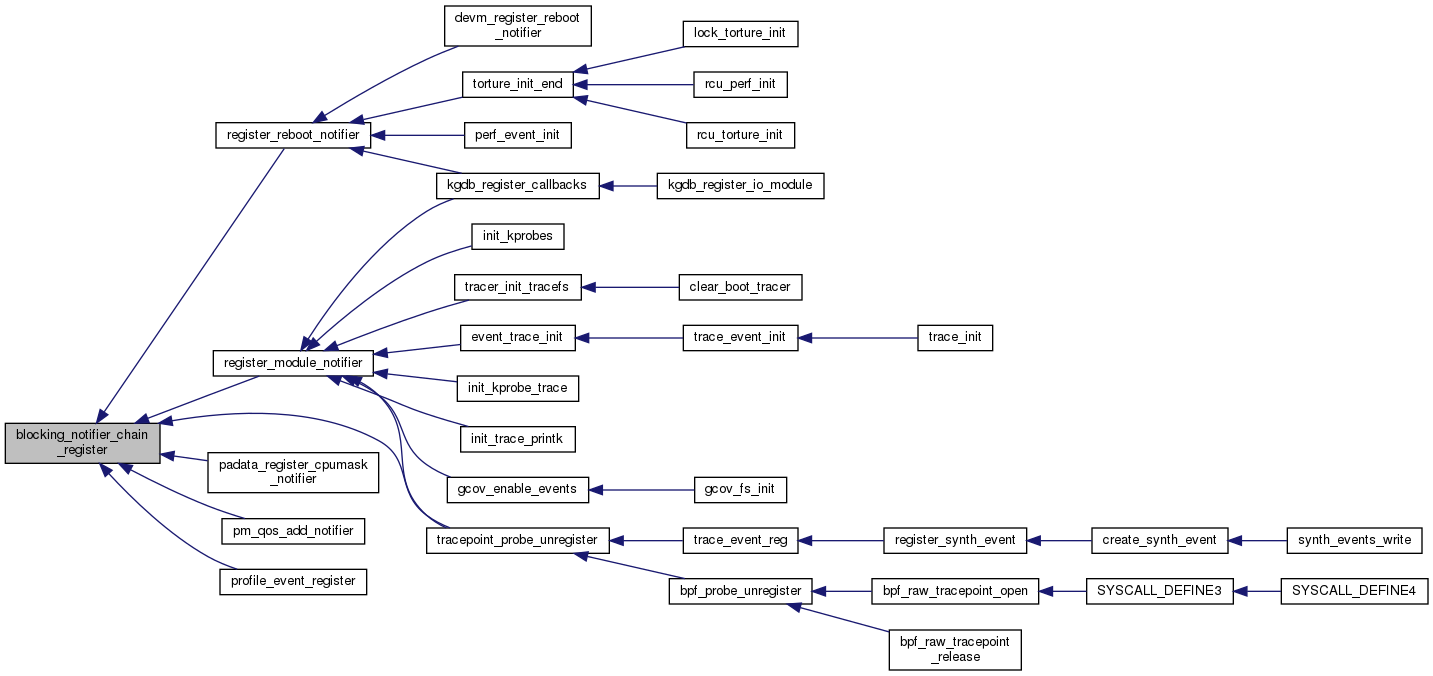 devm_register_reboot
_notifier
lock_torture_init
torture_init_end
rcu_perf_init
register_reboot_notifier
perf_event_init
rcu_torture_init
kgdb_register_callbacks
kgdb_register_io_module
init_kprobes
tracer_init_tracefs
clear_boot_tracer
event_trace_init
trace_event_init
trace_init
register_module_notifier
init_kprobe_trace
init_trace_printk
blocking_notifier_chain
_register
padata_register_cpumask
_notifier
gcov_enable_events
gcov_fs_init
pm_qos_add_notifier
tracepoint_probe_unregister
trace_event_reg
register_synth_event
create_synth_event
synth_events_write
profile_event_register
bpf_probe_unregister
bpf_raw_tracepoint_open
SYSCALL_DEFINE3
SYSCALL_DEFINE4
bpf_raw_tracepoint
_release